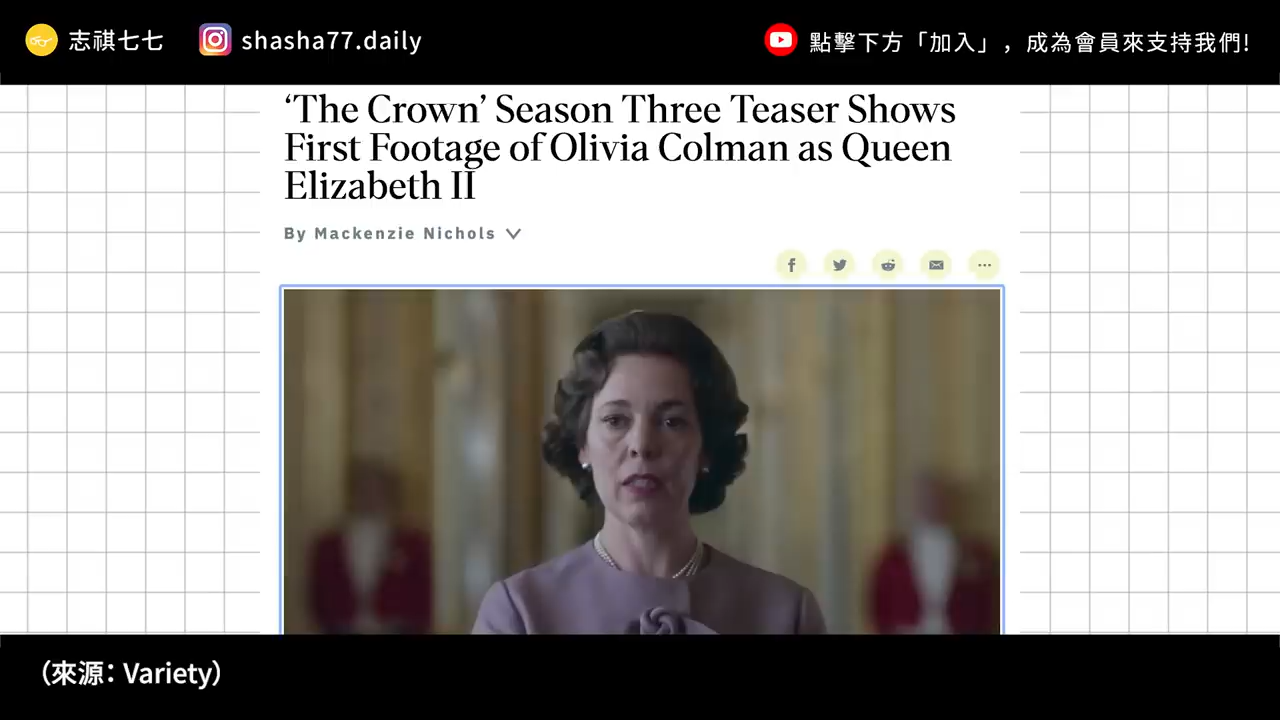 志祺七七
shasha77.daily
點擊下方「加入」，成為會員來支持我們!
‘The Crown’ Season Three Teaser Shows
First Footage of Olivia Colman as Queen
Elizabeth II
By Mackenzie Nichols
（來源：Variety）